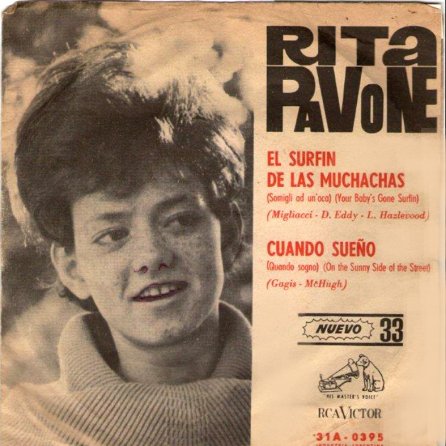 RITA
PAVONE
EL SURFIN
DE LAS MUCHACHAS
(Somigli ad un'oca) (Your Baby's Gone Surfin)
(Migliacci - D. Eddy - L. Hazlevood)
CUANDO SUEÑO
(Quando sogno) (On the Sunny Side of the Street)
(Gagis - McHugh)
NUEVO 33
"HIS MASTER'S VOICE"
RCA VICTOR
31A - 0395